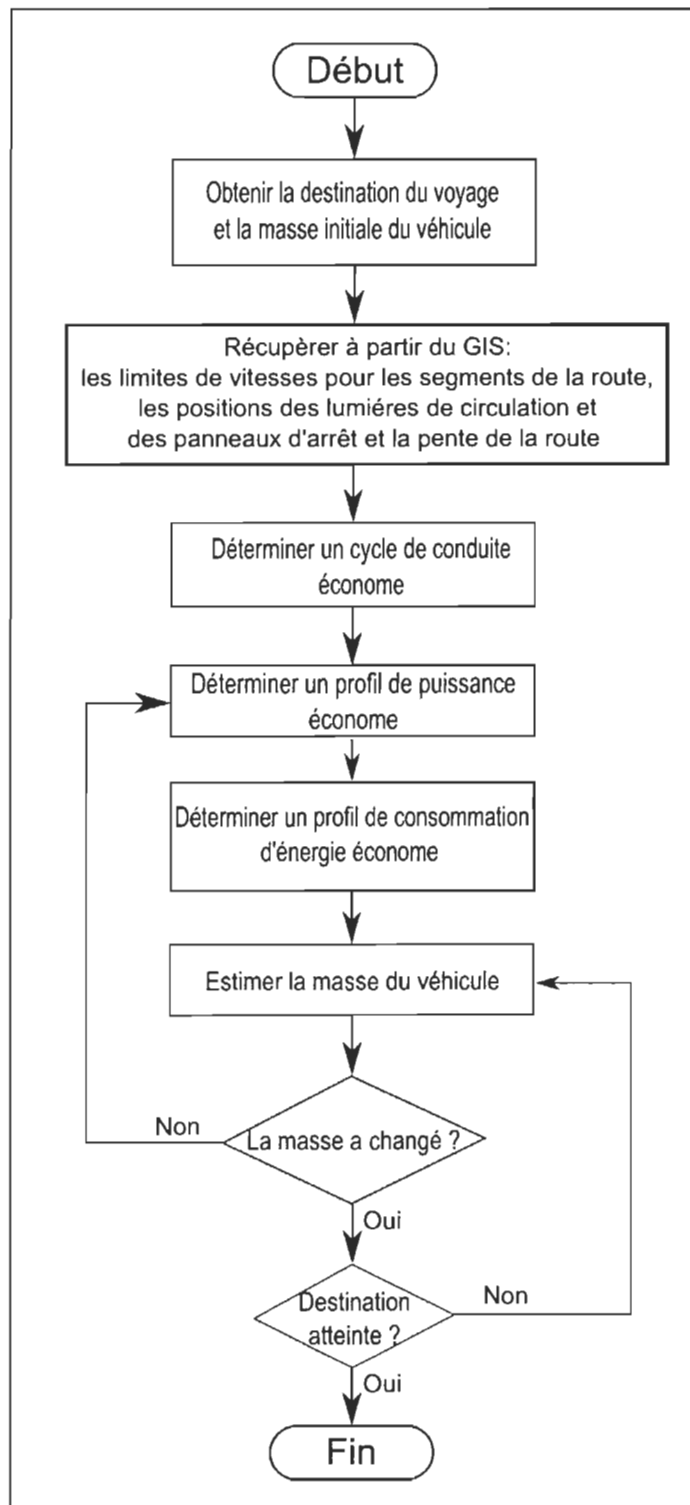 Début
Obtenir la destination du voyage
et la masse initiale du véhicule
Récupèrer à partir du GIS:
les limites de vitesses pour les segments de la route,
les positions des lumiéres de circulation et
des panneaux d'arrêt et la pente de la route
Déterminer un cycle de conduite
économe
Déterminer un profil de puissance
économe
Déterminer un profil de consommation
d'énergie économe
Estimer la masse du véhicule
Non
La masse a changé ?
Oui
Destination
atteinte ?
Non
Oui
Fin